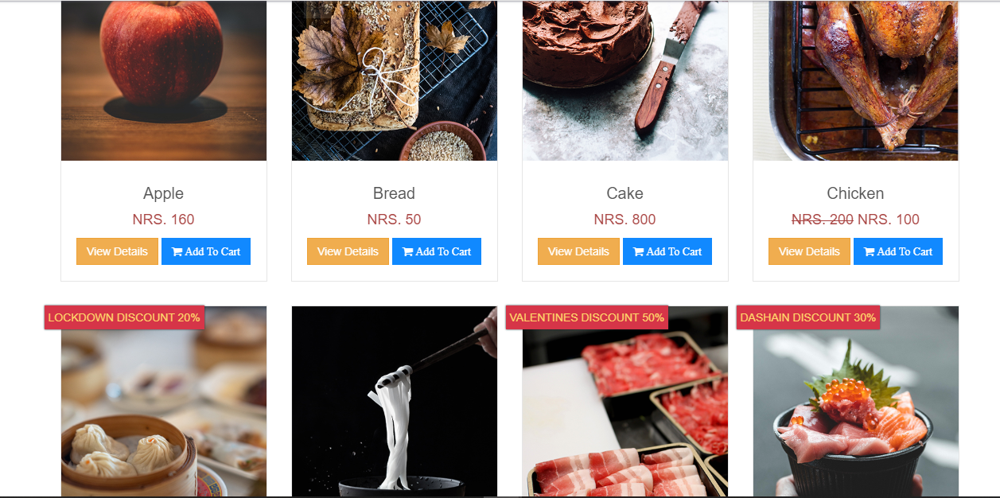 Apple
NRS. 160
View Details Add To Cart
Bread
NRS. 50
View Details Add To Cart
Cake
NRS. 800
View Details Add To Cart
Chicken
NRS. 200 NRS. 100
View Details Add To Cart
LOCKDOWN DISCOUNT 20%
VALENTINES DISCOUNT 50%
DASHAIN DISCOUNT 30%